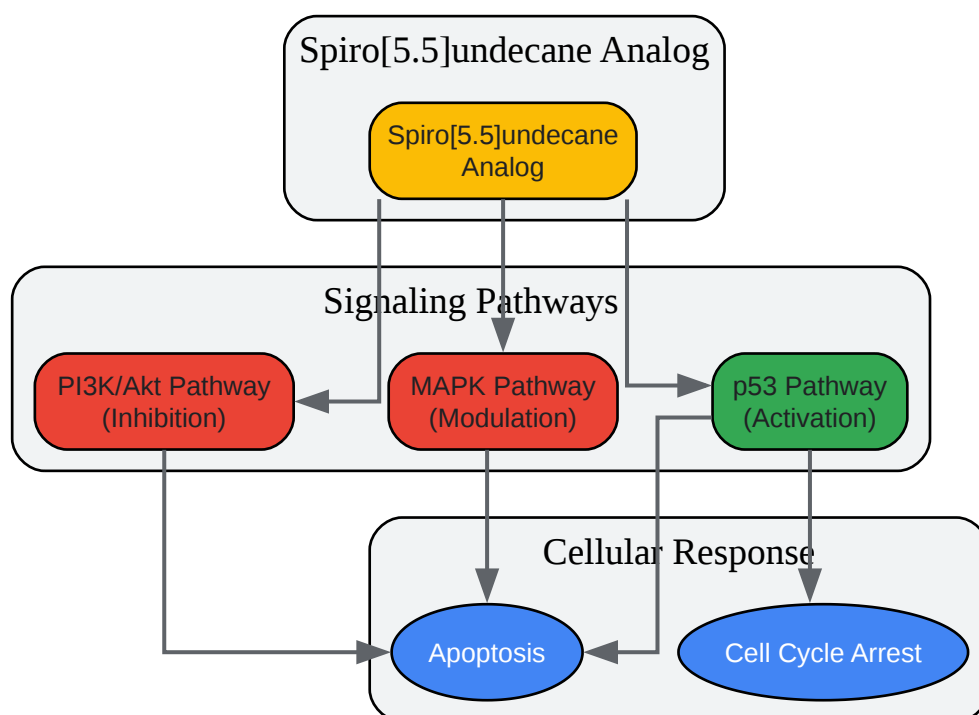 Spiro[5.5]undecane Analog
Spiro[5.5]undecane
Analog
Signaling Pathways
PI3K/Akt Pathway
(Inhibition)
MAPK Pathway
(Modulation)
p53 Pathway
(Activation)
Cellular Response
Apoptosis
Cell Cycle Arrest